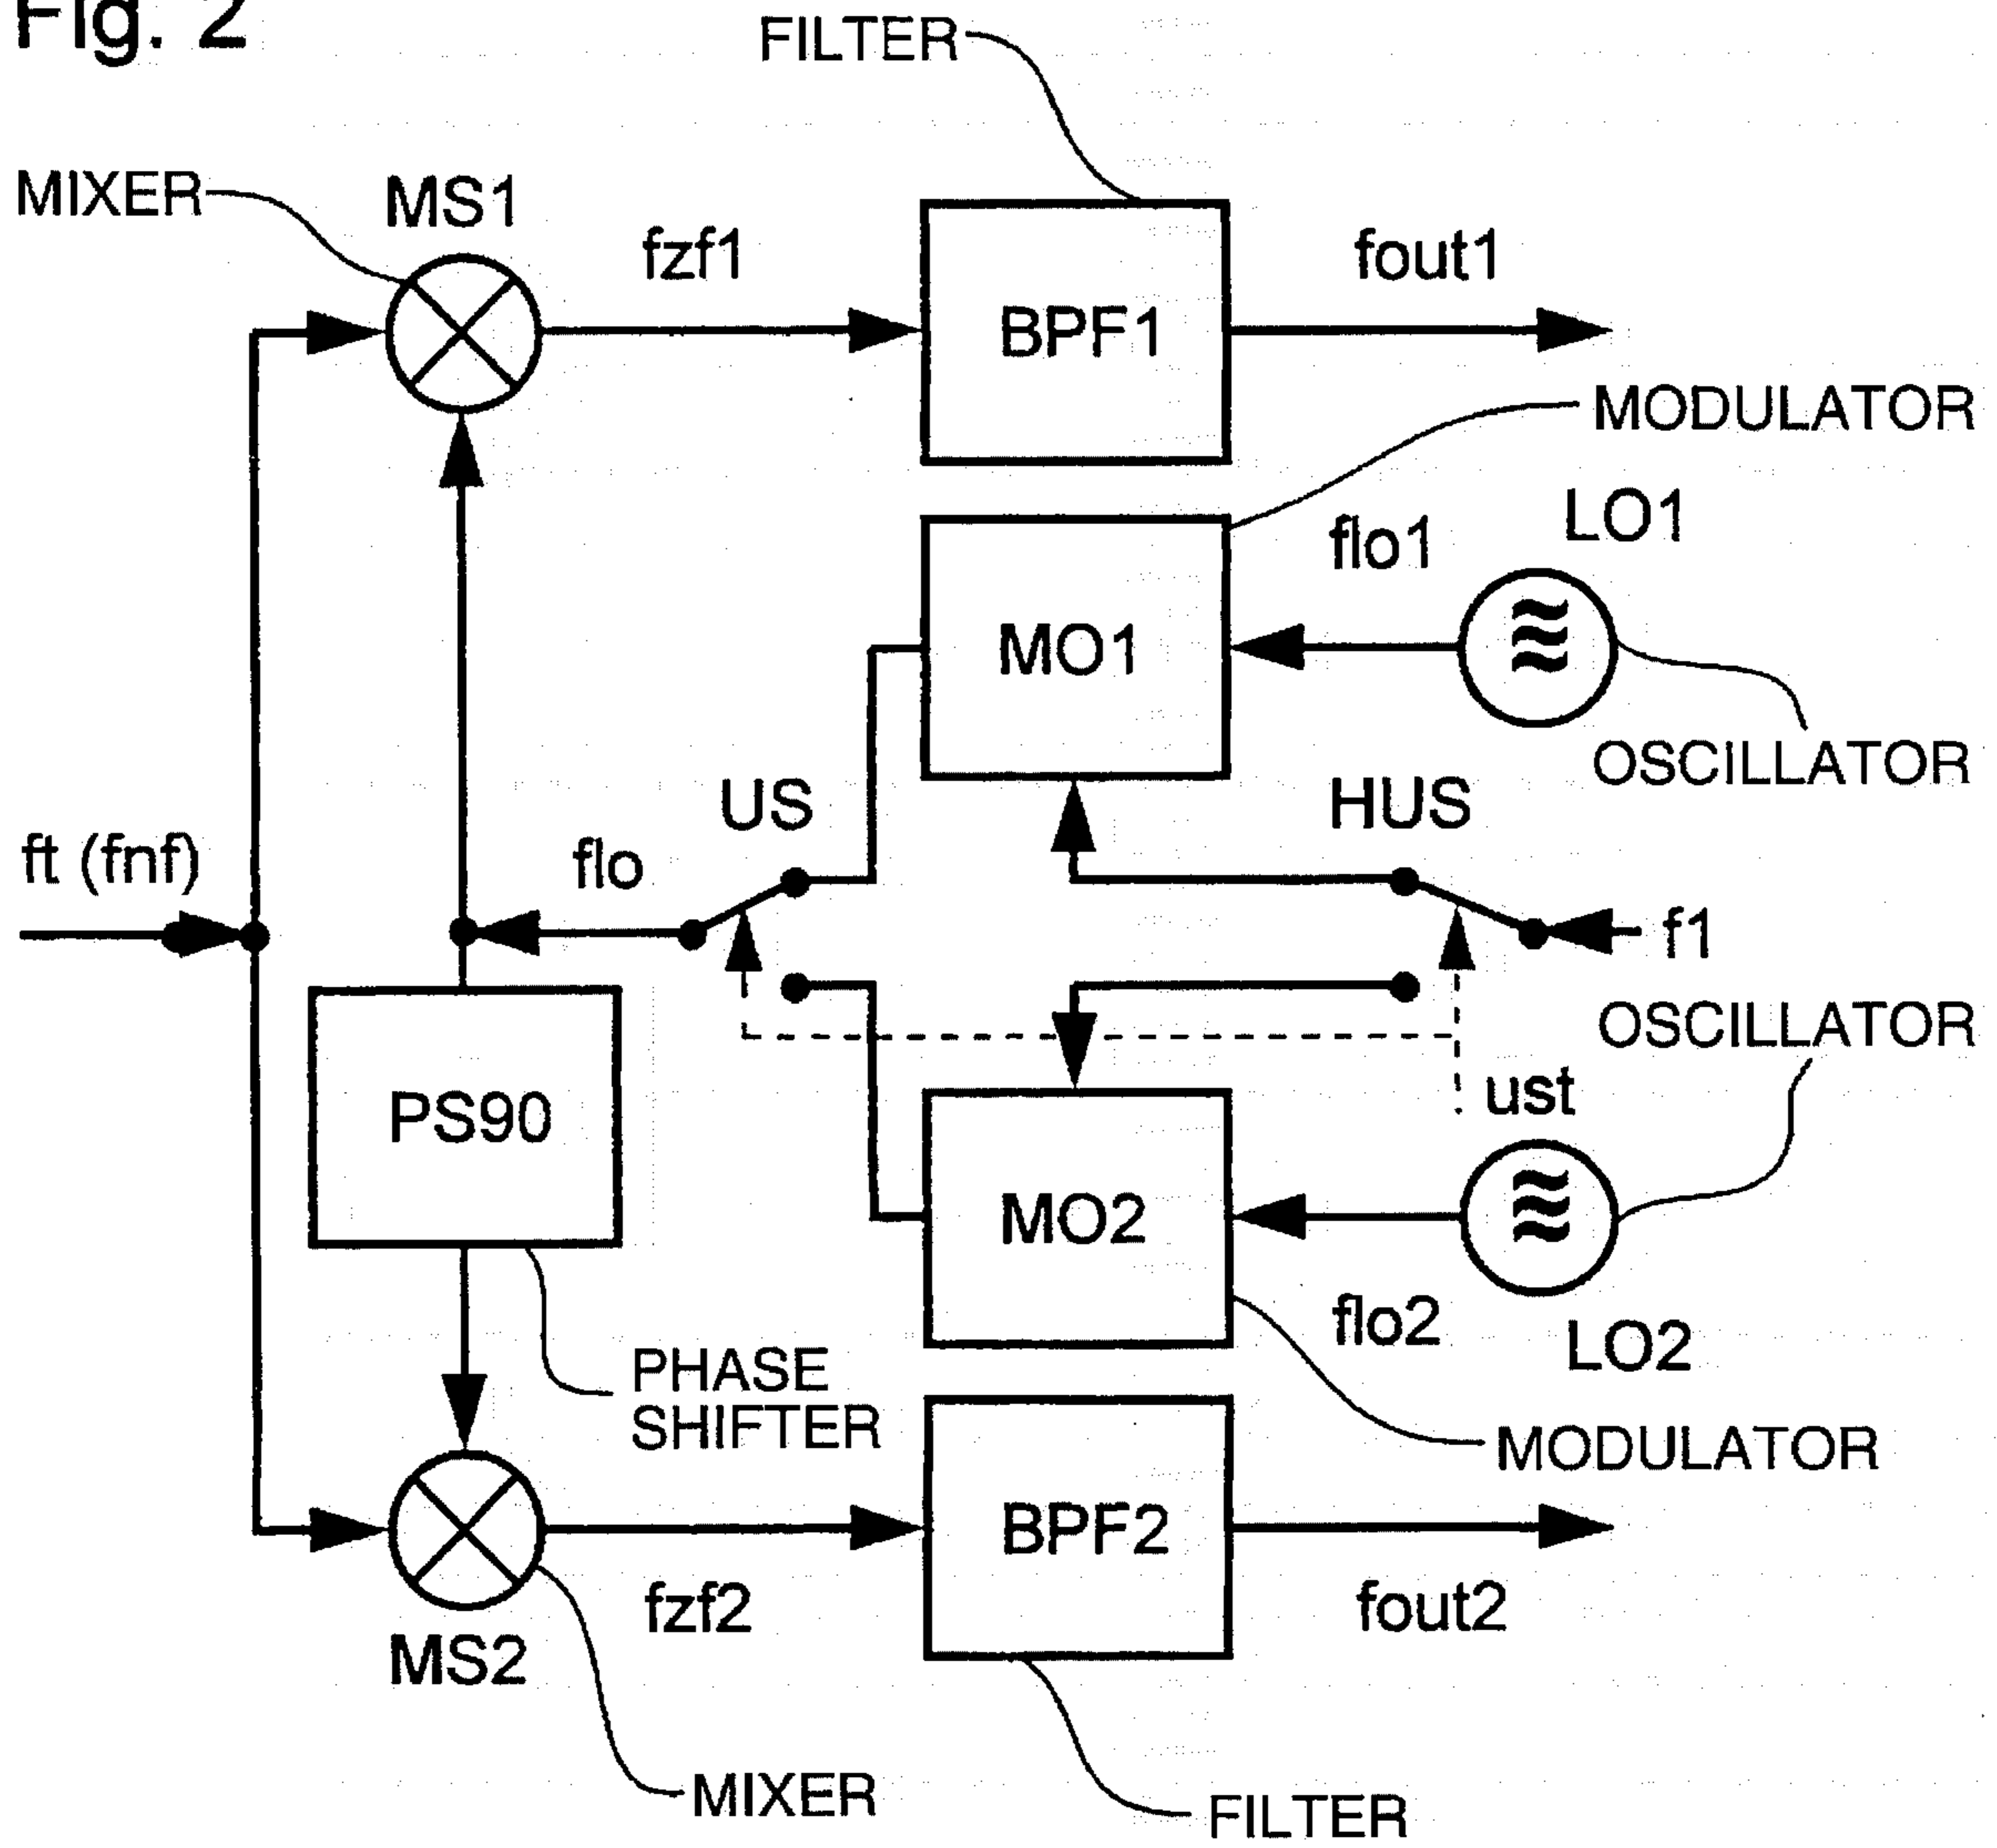 Fig. 2
FILTER
MIXER
MS1
fzf1
fout1
BPF1
MODULATOR
LO1
flo1
MO1
OSCILLATOR
US
HUS
ft (fnf)
flo
f1
OSCILLATOR
PS90
ust
MO2
flo2
LO2
PHASE
SHIFTER
MODULATOR
BPF2
fzf2
fout2
MS2
MIXER
FILTER